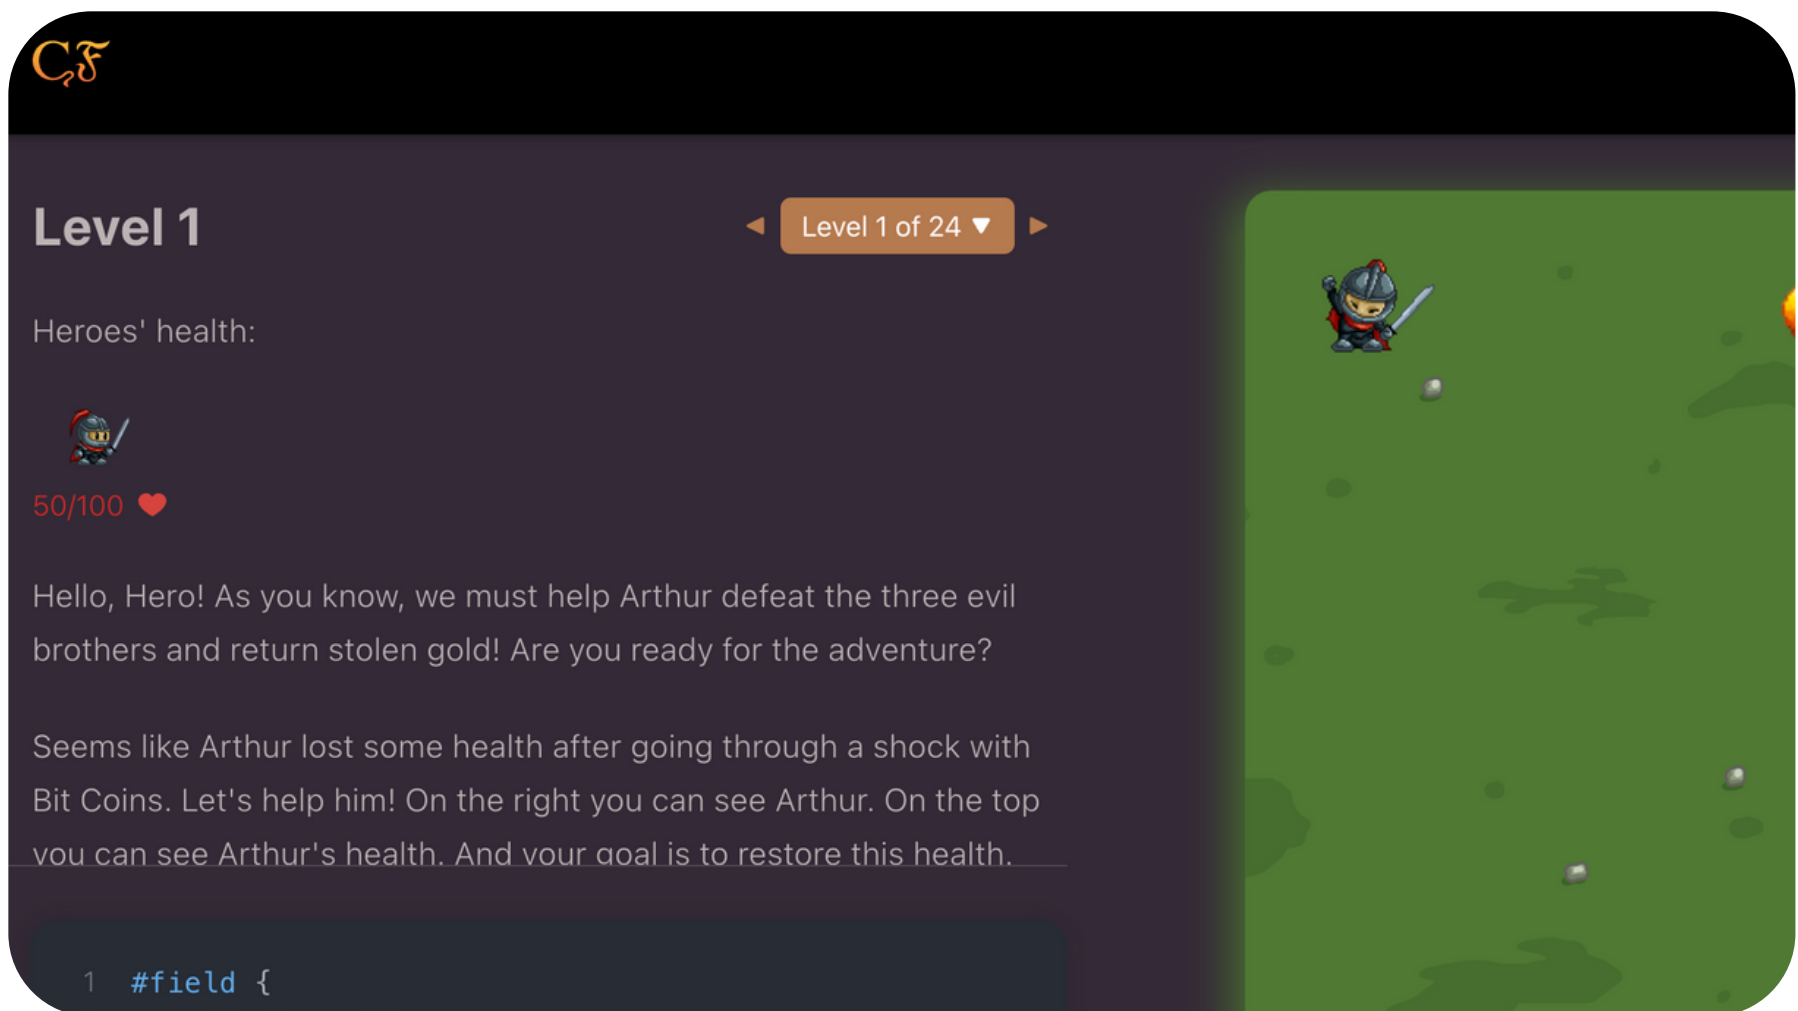 CF
Level 1
Level 1 of 24
Heroes' health:
50/100
Hello, Hero! As you know, we must help Arthur defeat the three evil
brothers and return stolen gold! Are you ready for the adventure?
Seems like Arthur lost some health after going through a shock with
Bit Coins. Let's help him! On the right you can see Arthur. On the top
you can see Arthur's health. And your goal is to restore this health.
1 #field {